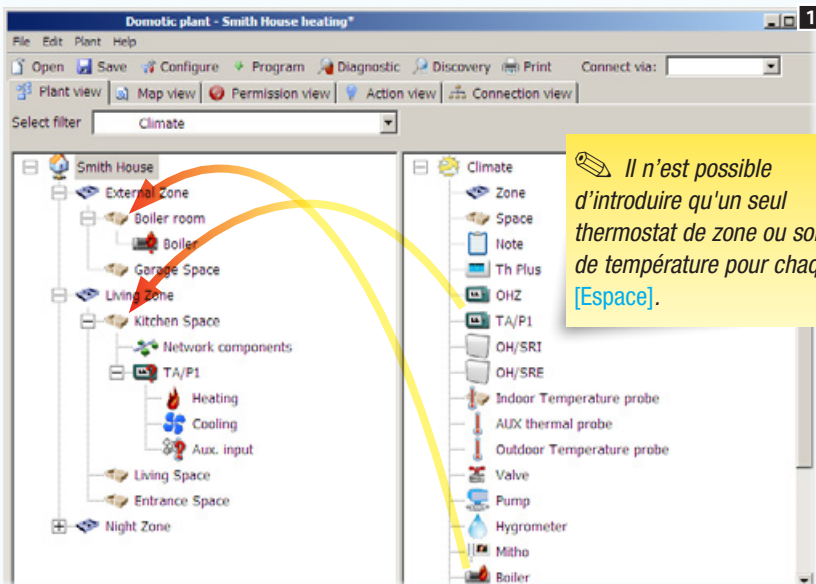 Domotic plant - Smith House heating*
1
File Edit Plant Help
Open Save Configure Program Diagnostic Discovery Print Connect via:
Plant view Map view Permission view Action view Connection view
Select filter Climate
Smith House
External Zone
Boiler room
Boiler
Garage Space
Living Zone
Kitchen Space
Network components
TA/P1
Heating
Cooling
Aux. input
Living Space
Entrance Space
Night Zone
Climate
Zone
Space
Note
Th Plus
OHZ
TA/P1
OH/SRI
OH/SRE
Indoor Temperature probe
AUX thermal probe
Outdoor Temperature probe
Valve
Pump
Hygrometer
Mitho
Boiler
Il n'est possible
d'introduire qu'un seul
thermostat de zone ou
de température pour
[Espace].